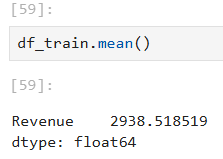 [59]:
df_train.mean()
[59]:
Revenue    2938.518519
dtype: float64